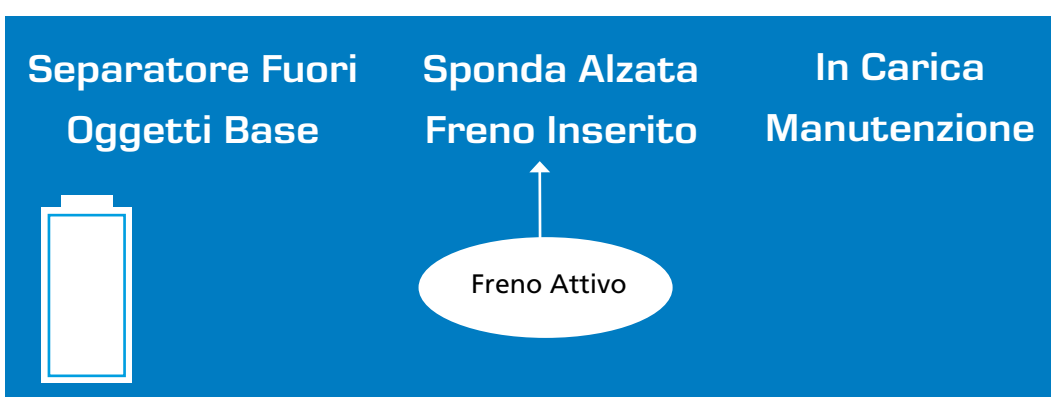 Separatore Fuori
Oggetti Base
Sponda Alzata
Freno Inserito
In Carica
Manutenzione
Freno Attivo